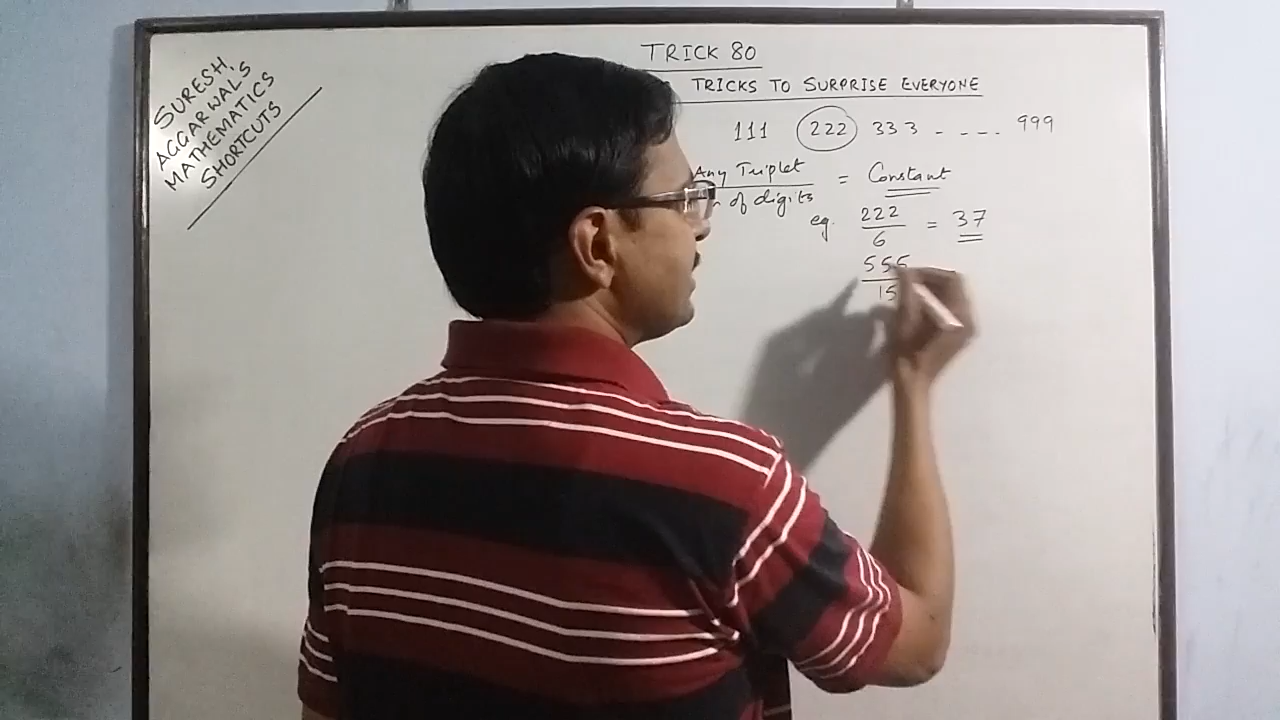 SURESH
AGGARWAL'S
MATHEMATICS
SHORTCUTS
TRICK 80
TRICKS TO SURPRISE EVERYONE
111 222 333 - - - - 999
Any Triplet
of digits
= Constant
eg. 222
6
= 37
555
15